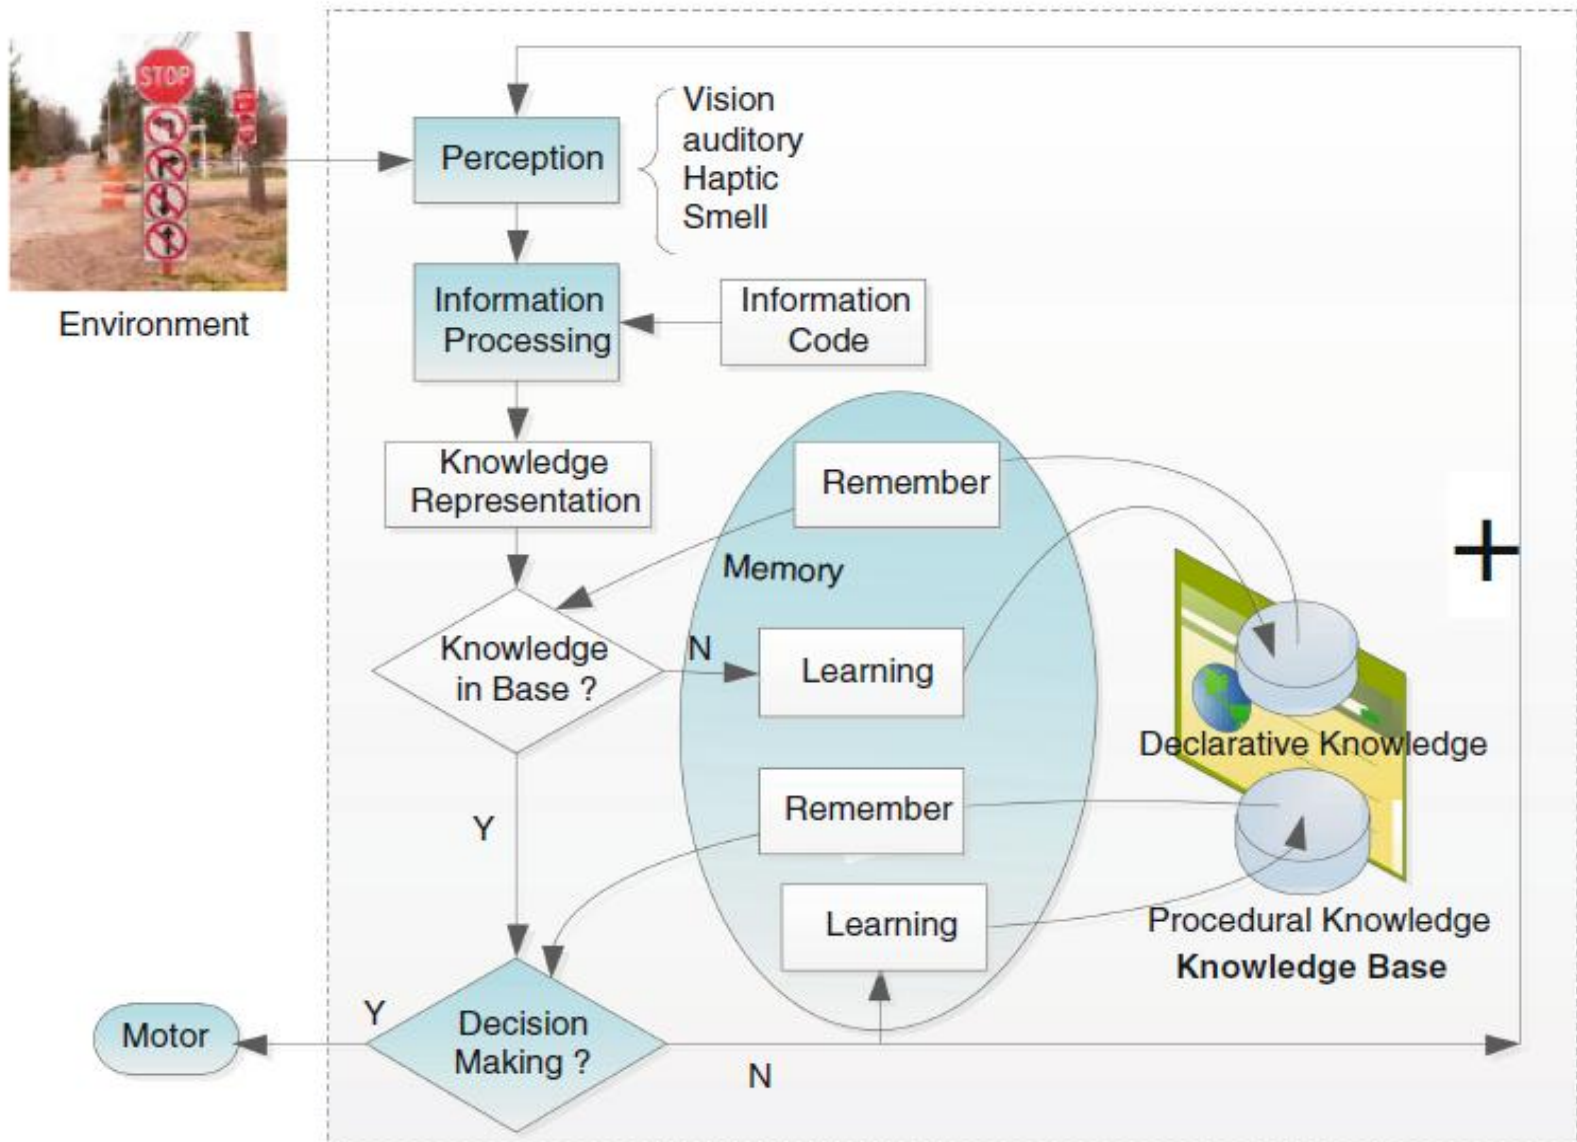 STOP
Environment
Perception
Vision
auditory
Haptic
Smell
Information
Processing
Information
Code
Knowledge
Representation
Remember
Memory
Knowledge
in Base ?
N
Learning
Declarative Knowledge
Remember
Y
Learning
Procedural Knowledge
Knowledge Base
Motor
Y
Decision
Making ?
N
+